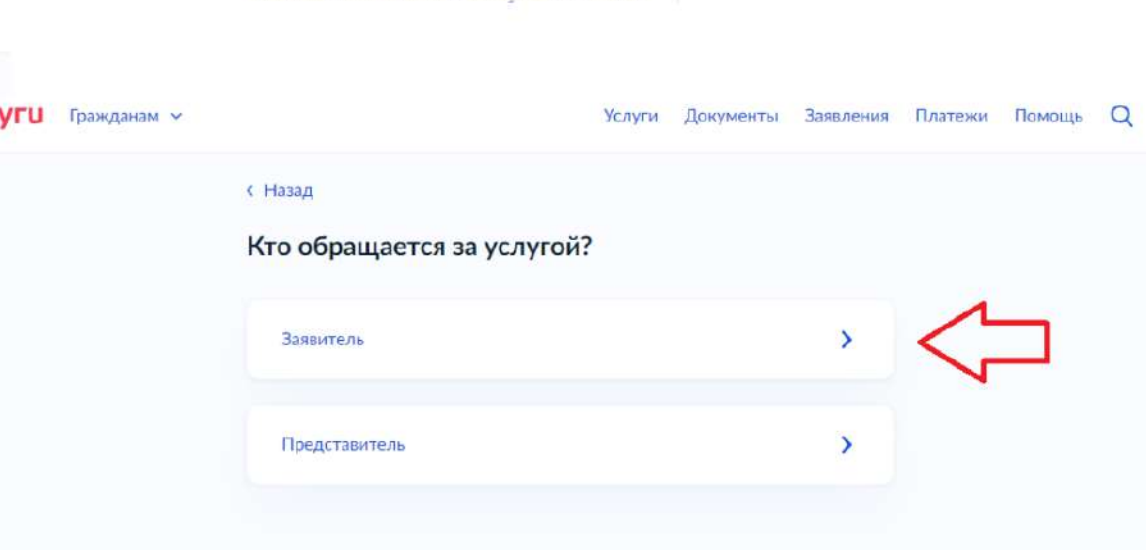 уги Гражданам Услуги Документы Заявления Платежи Помощь
Назад
Кто обращается за услугой?
Заявитель
Представитель